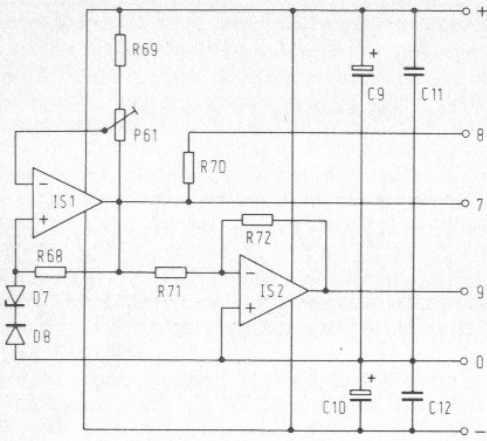 +
R69
+
C9
C11
P61
8
R70
−
IS1
7
+
R72
R68
R71
−
IS2
9
D7
+
D8
0
+
C10
C12
−